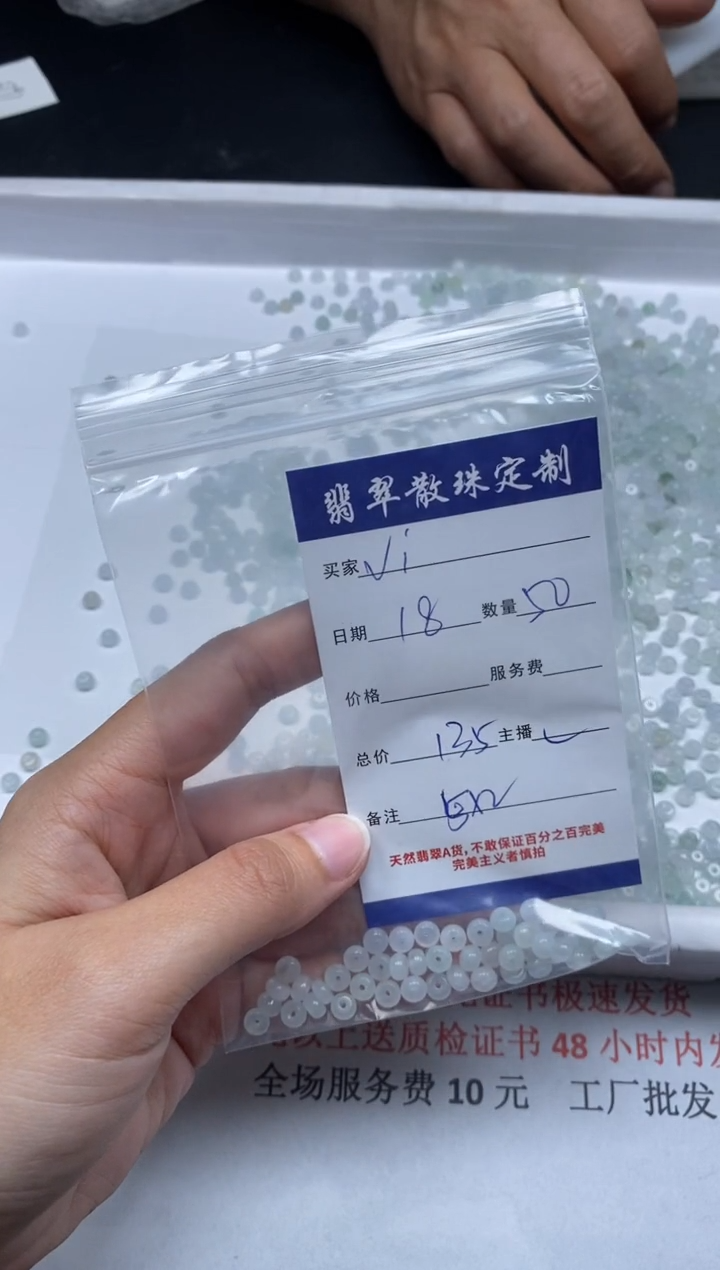 翡翠散珠定制
买家 Vi
日期 18 数量 50
价格 服务费
总价 135 主播
备注
天然翡翠A货,不敢保证百分之百完美
完美主义者慎拍
证书极速发货
以上送质检证书 48 小时内发
全场服务费 10 元 工厂批发